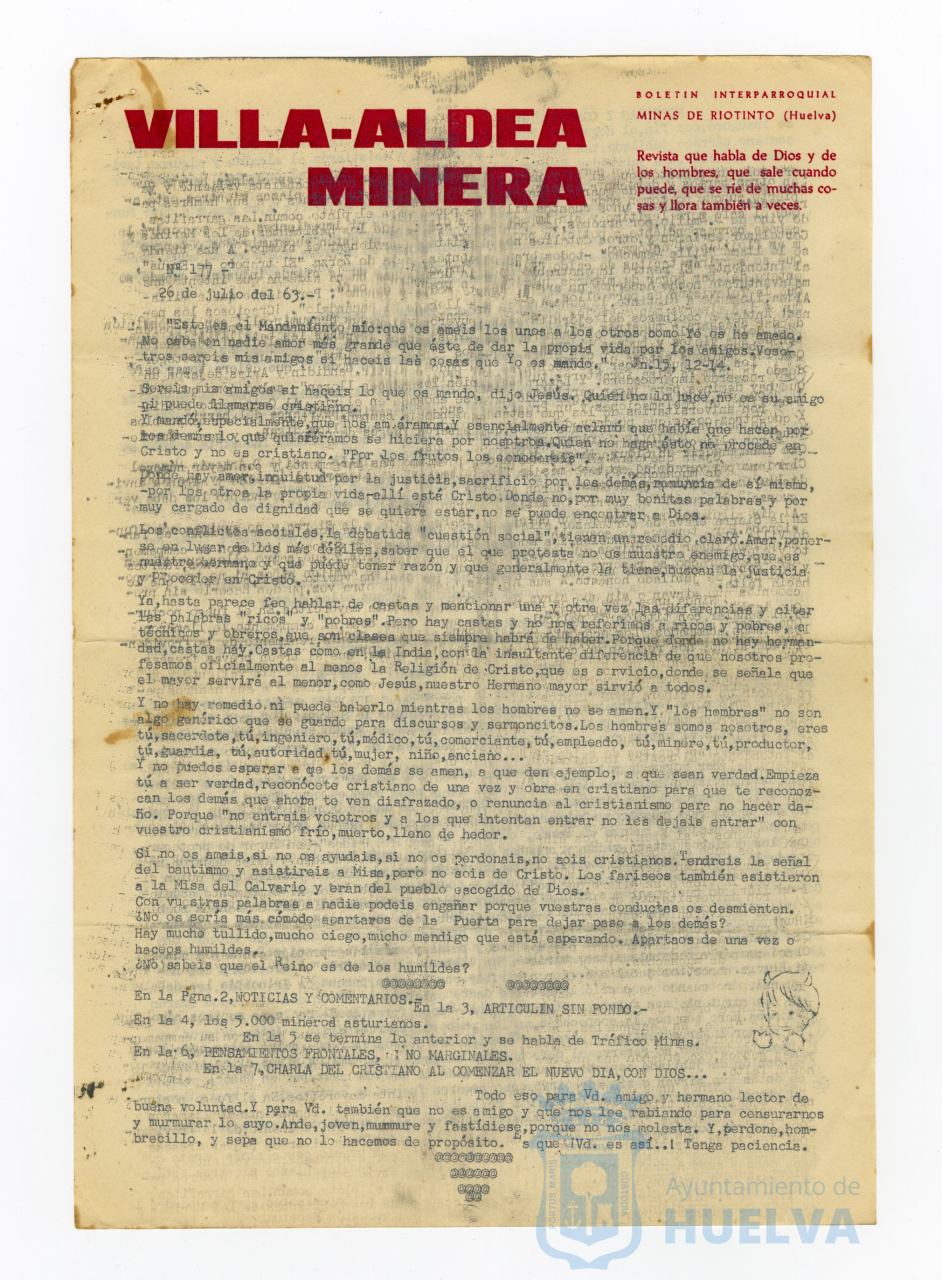 VILLA-ALDEA
MINERA
BOLETIN INTERPARROQUIAL
MINAS DE RIOTINTO (Huelva)
Revista que habla de Dios y de
los hombres, que sale cuando
puede, que se ríe de muchas co-
sas y llora también a veces.
Nº 177
26 de julio del 63.-
"Este es el Mandamiento mio:que os ameis los unos a los otros como Yo os he amado.
No cabe en nadie amor más grande que éste de dar la propia vida por los amigos.Voso-
tros sereis mis amigos si haceis las cosas que Yo os mando." Jn.15, 12-14.
Sereis mis amigos si haceis lo que os mando, dijo Jesús. Quien no lo hace,no es su amigo
ni puede llamarse cristiano.
Y mandó,especialmente,que nos amáramos.Y esencialmente aclaró que había que hacer por
los demás lo que quisiéramos se hiciera por nosotros.Quien no haga ésto no procede en
Cristo y no es cristiano. "Por los frutos los conocereis".
Donde hay amor,inquietud por la justicia,sacrificio por los demás,renuncia de sí mismo,
-por los otros la propia vida-allí está Cristo.Donde no,por muy bonitas palabras y por
muy cargado de dignidad que se quiera estar,no se puede encontrar a Dios.
Los conflictos sociales,la debatida "cuestión social",tienen un remedio claro.Amar,poner-
se en lugar de los más débiles,saber que él que protesta no es nuestro enemigo,que es
nuestro hermano y que puede tener razón y que generalmente la tiene,buscan la justicia
y Proceder en Cristo.
Ya,hasta parece feo hablar de castas y mencionar una y otra vez las diferencias y citar
las palabras "ricos" y "pobres".Pero hay castas y no nos referimos a ricos y pobres, a
técnicos y obreros,que son clases que siempre habrá de haber.Porque donde no hay herman-
dad,castas hay.Castas como en la India,con la insultante diferencia de que nosotros pro-
fesamos oficialmente al menos la Religión de Cristo,que es servicio,donde se señala que
el mayor servirá al menor,como Jesús,nuestro Hermano mayor sirvió a todos.
Y no hay remedio ni puede haberlo mientras los hombres no se amen.Y "los hombres" no son
algo genérico que se guarde para discursos y sermoncitos.Los hombres somos nosotros, eres
tú,sacerdote,tú,ingeniero,tú,médico,tú,comerciante,tú,empleado, tú,minero,tú,productor,
tú,guardia, tú,autoridad,tú,mujer, niño,anciano...
Y no puedes esperar a que los demás se amen, a que den ejemplo, a que sean verdad.Empieza
tú a ser verdad,reconócete cristiano de una vez y obra en cristiano para que te reconoz-
can los demás que ahora te ven disfrazado, o renuncia al cristianismo para no hacer da-
ño. Porque "no entrais vosotros y a los que intentan entrar no les dejais entrar" con
vuestro cristianismo frío,muerto,lleno de hedor.
Si no os amais,si no os ayudais,si no os perdonais,no sois cristianos.Tendreis la señal
del bautismo y asistireis a Misa,pero no sois de Cristo. Los fariseos también asistieron
a la Misa del Calvario y eran del pueblo escogido de Dios.
Con vuestras palabras a nadie podeis engañar porque vuestras conductas os desmienten.
¿No os sería más cómodo apartaros de la Puerta para dejar paso a los demás?
Hay mucho tullido,mucho ciego,mucho mendigo que está esperando. Apartaos de una vez o
haceos humildes.
¿No sabeis que el Reino es de los humildes?
@@@@@@@@ @@@@@@@@
En la Pgna.2,NOTICIAS Y COMENTARIOS.-
En la 3, ARTICULIN SIN FONDO.-
En la 4, los 5.000 minerod asturianos.
En la 5 se termina lo anterior y se habla de Tráfico Minas.
En la 6, PENSAMIENTOS FRONTALES, ¡ NO MARGINALES.
En la 7,CHARLA DEL CRISTIANO AL COMENZAR EL NUEVO DIA,CON DIOS...
Todo eso para Vd. amigo y hermano lector de
buena voluntad.Y para Vd. también que no es amigo y que nos lee rabiando para censurarnos
y murmurar lo suyo.Ande,joven,mummure y fastídiese,porque no nos molesta. Y,perdone,hom-
brecillo, y sepa que no lo hacemos de propósito. Es que ¡Vd. es así..! Tenga paciencia.
@@@@@@@@@@
@@@@@@
@@@@
@@
PORTUS MARIS
CUSTODIA
Ayuntamiento de
HUELVA